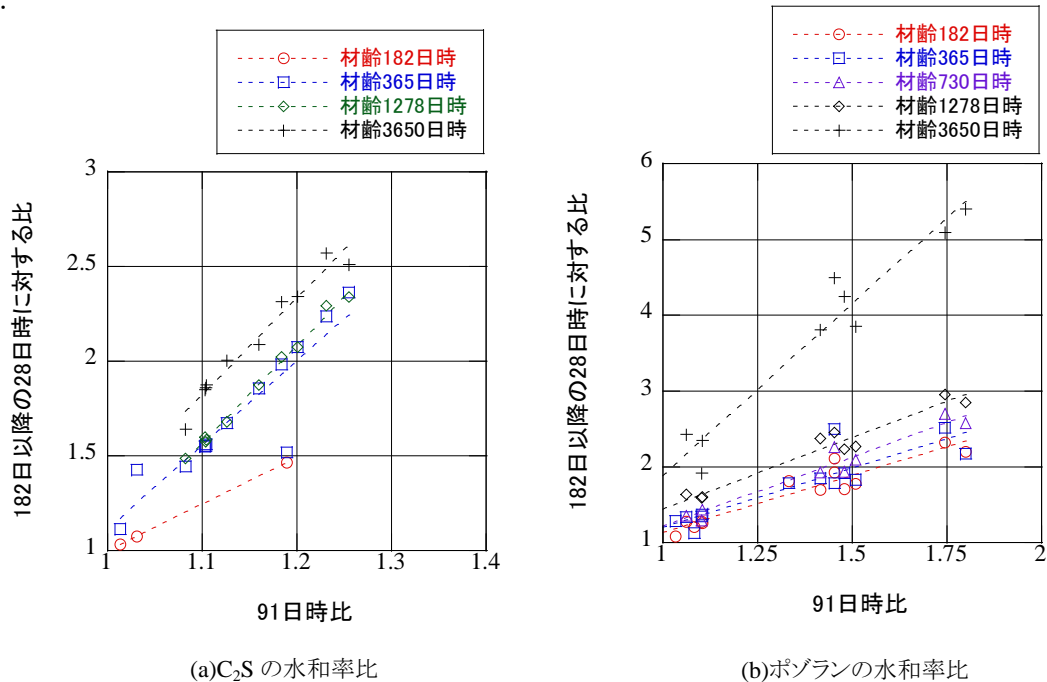 .
材齢182日時
材齢365日時
材齢1278日時
材齢3650日時
182日以降の28日時に対する比
3
2.5
2
1.5
1
1
1.1
1.2
1.3
1.4
91日時比
(a)C₂S の水和率比
材齢182日時
材齢365日時
材齢730日時
材齢1278日時
材齢3650日時
182日以降の28日時に対する比
6
5
4
3
2
1
1
1.25
1.5
1.75
2
91日時比
(b)ポゾランの水和率比